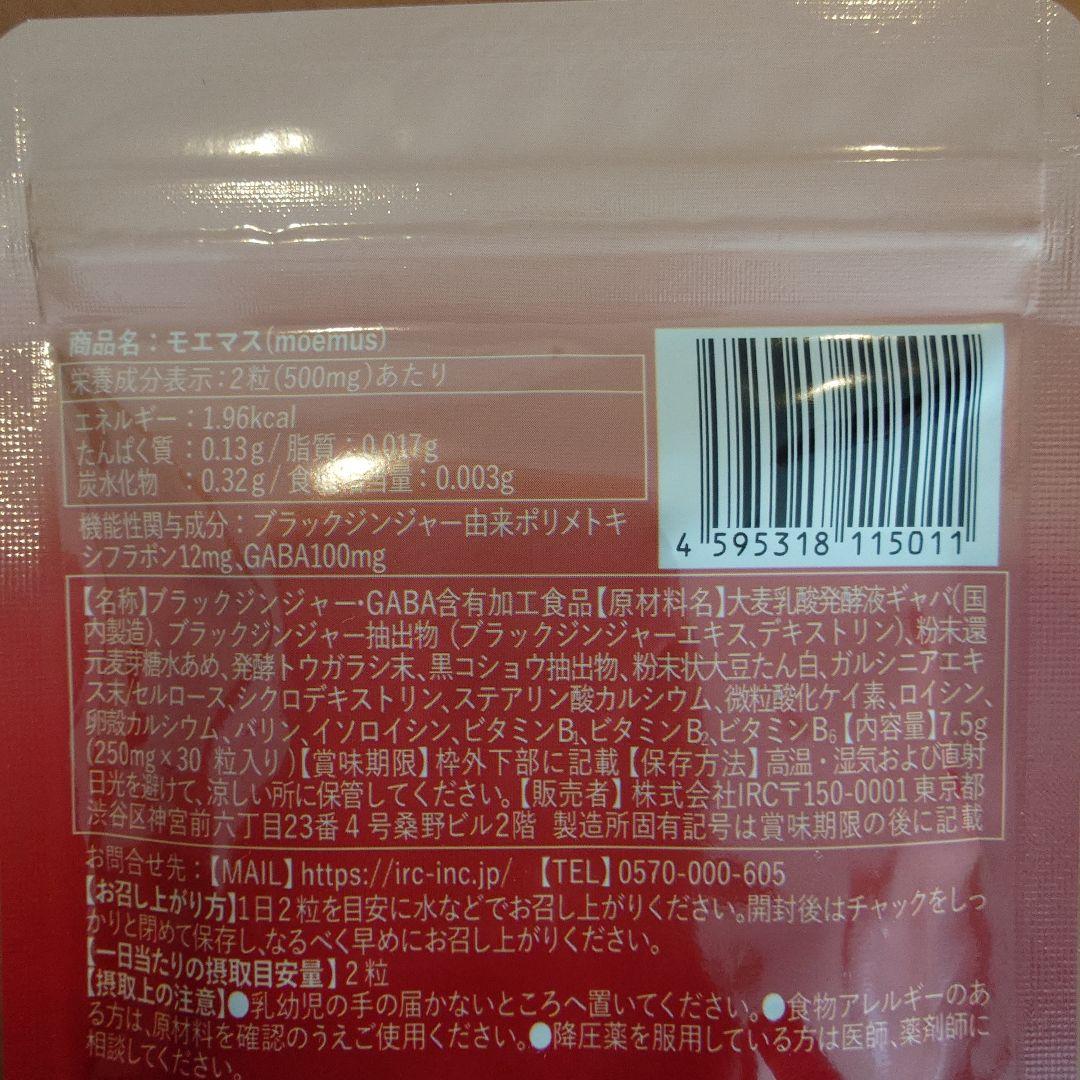 商品名：モエマス(moemus)
栄養成分表示：2粒(500mg)あたり
エネルギー：1.96kcal
たんぱく質：0.13g/脂質：0.017g
炭水化物：0.32g/食塩相当量：0.003g
機能性関与成分：ブラックジンジャー由来ポリメトキ
シフラボン12mg、GABA100mg
4 595318 115011
【名称】ブラックジンジャー・GABA含有加工食品【原材料名】大麦乳酸発酵液ギャバ(国
内製造)、ブラックジンジャー抽出物（ブラックジンジャーエキス、デキストリン)、粉末還
元麦芽糖水あめ、発酵トウガラシ末、黒コショウ抽出物、粉末状大豆たん白、ガルシニアエキ
ス末/セルロース、シクロデキストリン、ステアリン酸カルシウム、微粒酸化ケイ素、ロイシン、
卵殻カルシウム、バリン、イソロイシン、ビタミンB₁、ビタミンB₂、ビタミンB₆【内容量】7.5g
(250mg×30 粒入り)【賞味期限】枠外下部に記載【保存方法】高温・湿気および直射
日光を避けて、涼しい所に保管してください。【販売者】株式会社IRC〒150-0001 東京都
渋谷区神宮前六丁目23番4号桑野ビル2階 製造所固有記号は賞味期限の後に記載
お問合せ先：【MAIL】https://irc-inc.jp/ 【TEL】0570-000-605
【お召し上がり方】1日2粒を目安に水などでお召し上がりください。開封後はチャックをしっ
かりと閉めて保存し、なるべく早めにお召し上がりください。
【一日当たりの摂取目安量】2粒
【摂取上の注意】●乳幼児の手の届かないところへ置いてください。●食物アレルギーのあ
る方は、原材料を確認のうえご使用ください。●降圧薬を服用している方は医師、薬剤師に
相談してください。